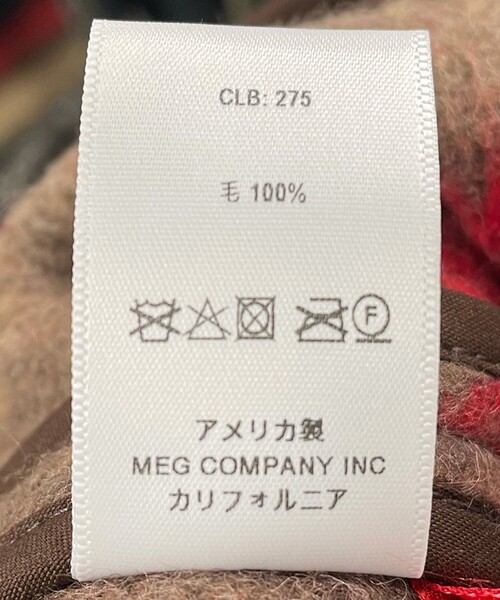 CLB: 275
毛 100%
F
アメリカ製
MEG COMPANY INC
カリフォルニア